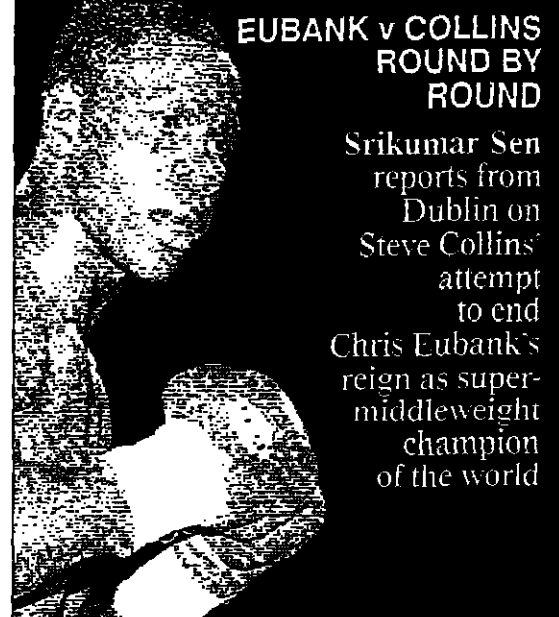 EUBANK v COLLINS
ROUND BY
ROUND
Srikumar Sen
reports from
Dublin on
Steve Collins'
attempt
to end
Chris Eubank's
reign as super-
middleweight
champion
of the world